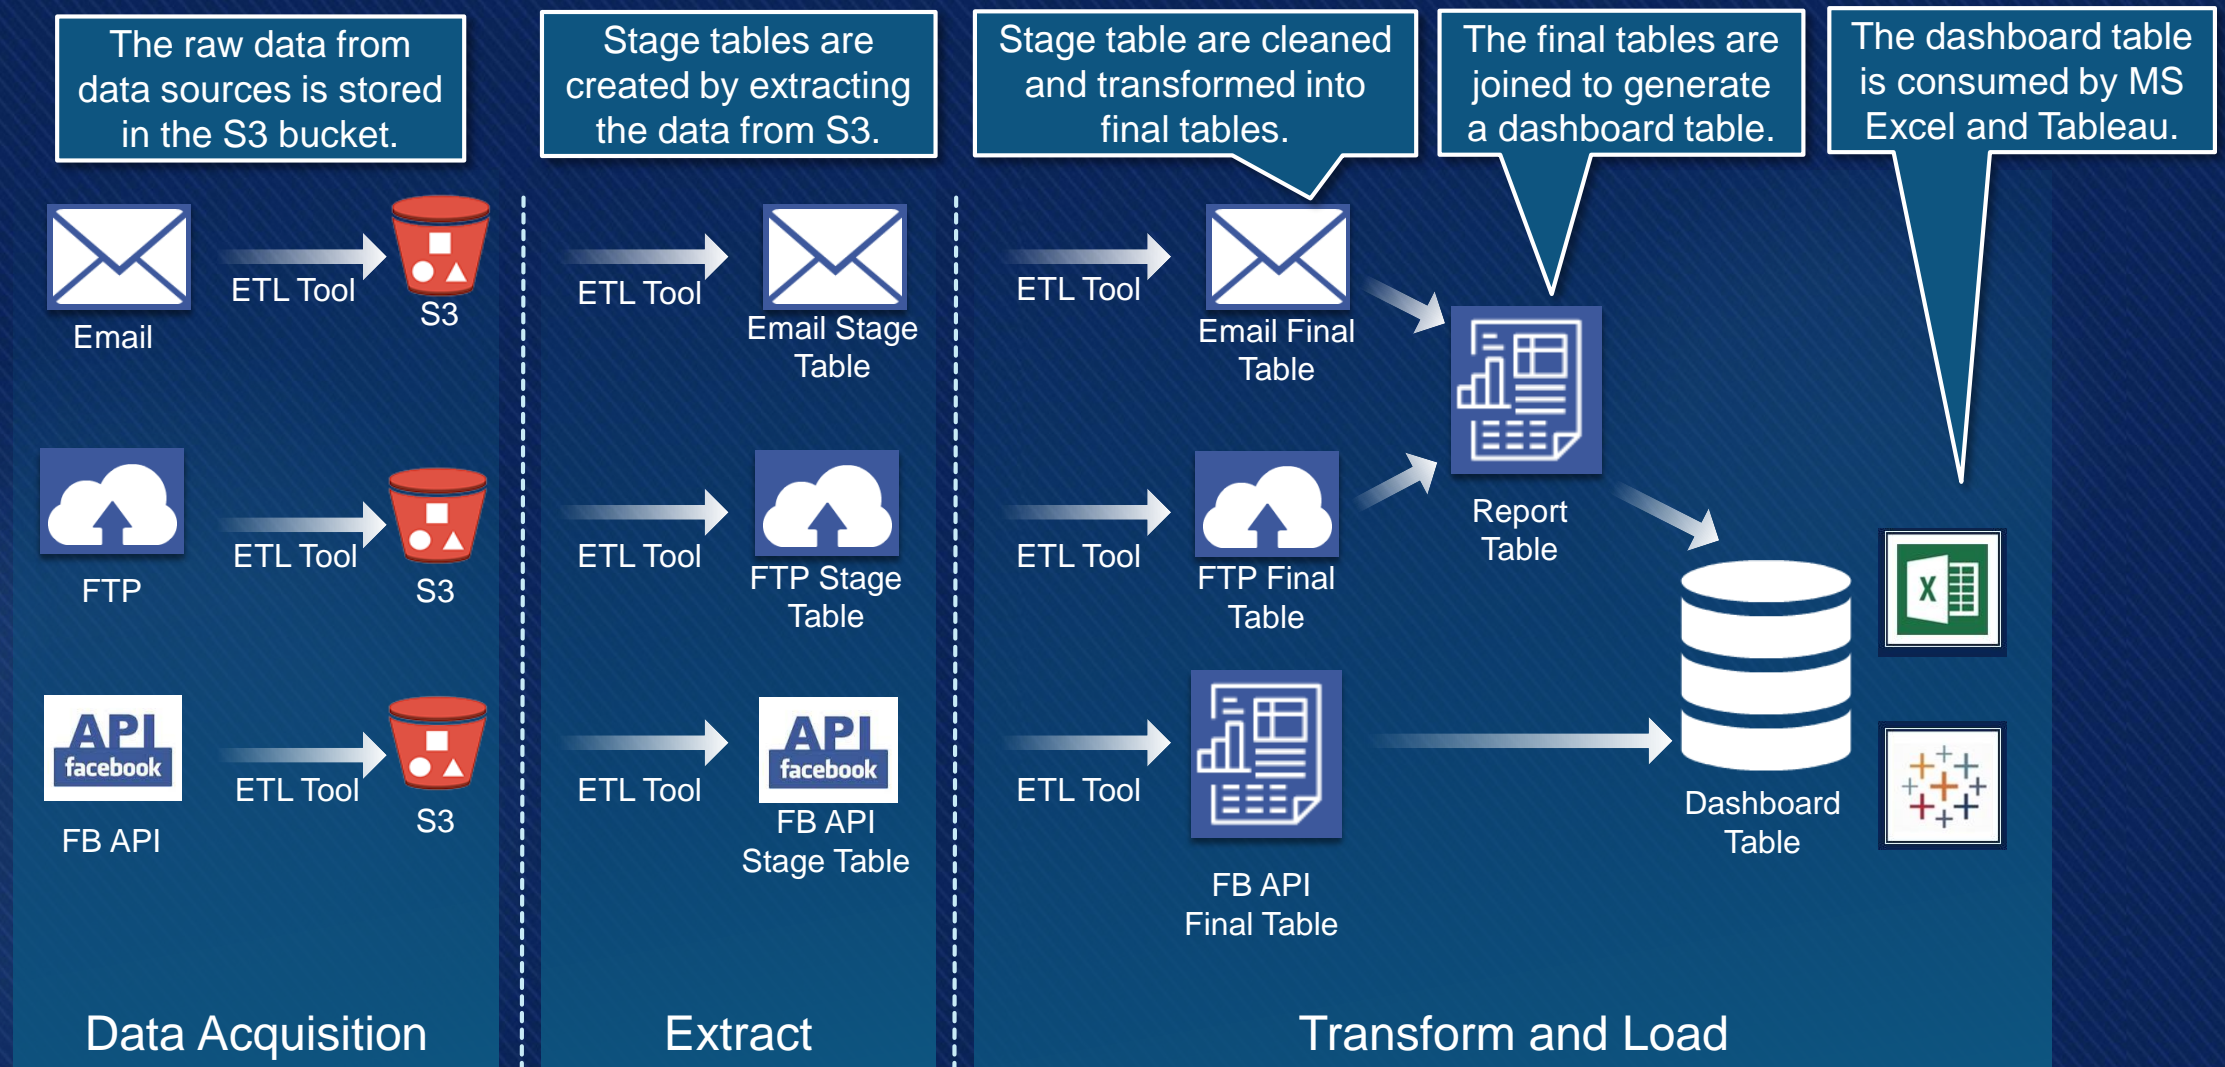 The raw data from
data sources is stored
in the S3 bucket.
Stage tables are
created by extracting
the data from S3.
Stage table are cleaned
and transformed into
final tables.
The final tables are
joined to generate
a dashboard table.
The dashboard table
is consumed by MS
Excel and Tableau.
Email
ETL Tool
S3
ETL Tool
Email Stage
Table
ETL Tool
Email Final
Table
FTP
ETL Tool
S3
ETL Tool
FTP Stage
Table
ETL Tool
FTP Final
Table
Report
Table
X
API
facebook
FB API
ETL Tool
S3
ETL Tool
API
facebook
FB API
Stage Table
ETL Tool
FB API
Final Table
Dashboard
Table
Data Acquisition
Extract
Transform and Load